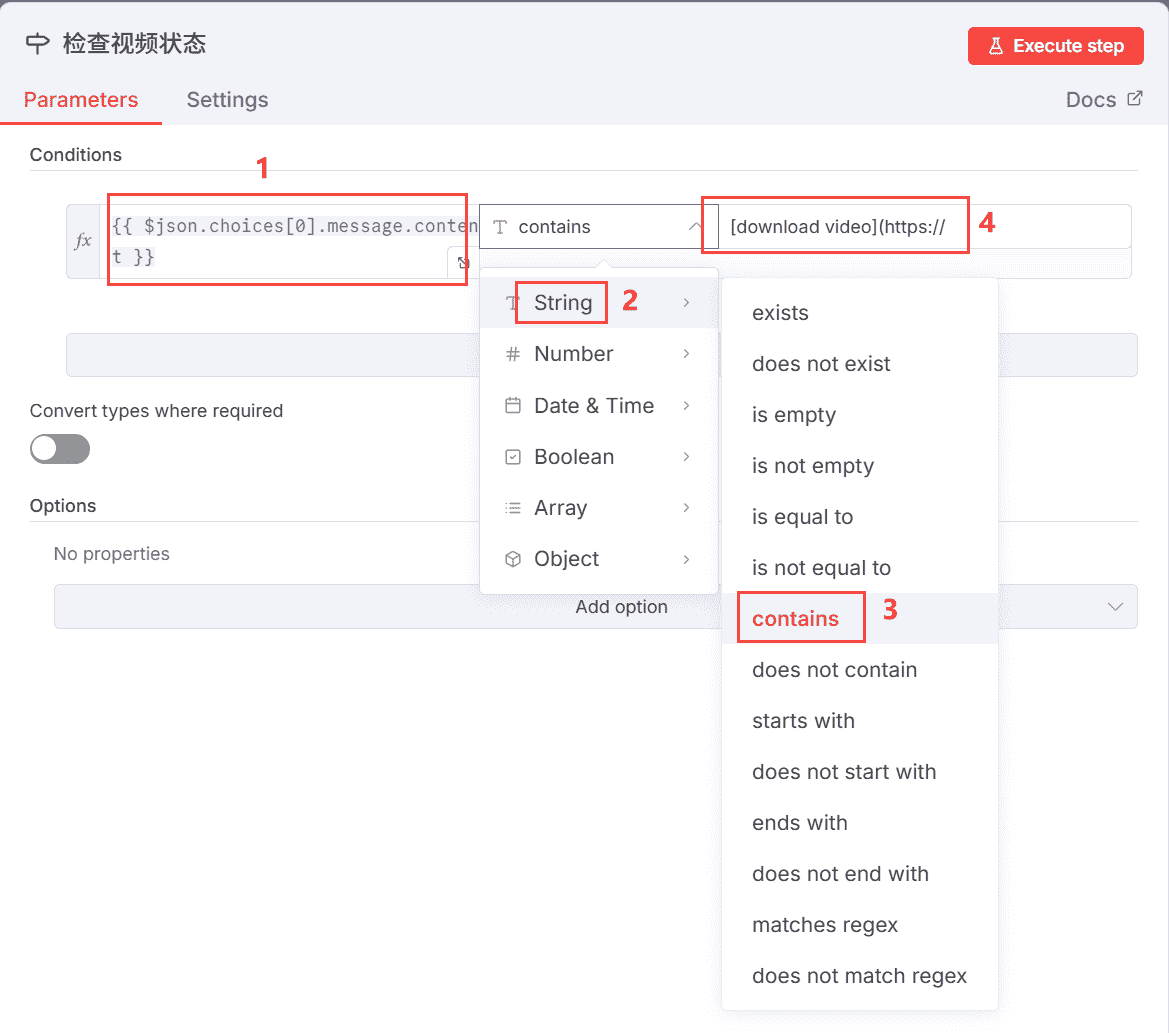 检查视频状态
Execute step
Parameters
Settings
Docs
Conditions
1
fx
{{ $json.choices[0].message.conten
t }}
T contains
[download video](https://
4
T String
2
# Number
Date & Time
Boolean
Array
Object
exists
does not exist
is empty
is not empty
is equal to
is not equal to
contains
3
does not contain
starts with
does not start with
ends with
does not end with
matches regex
does not match regex
Convert types where required
Options
No properties
Add option